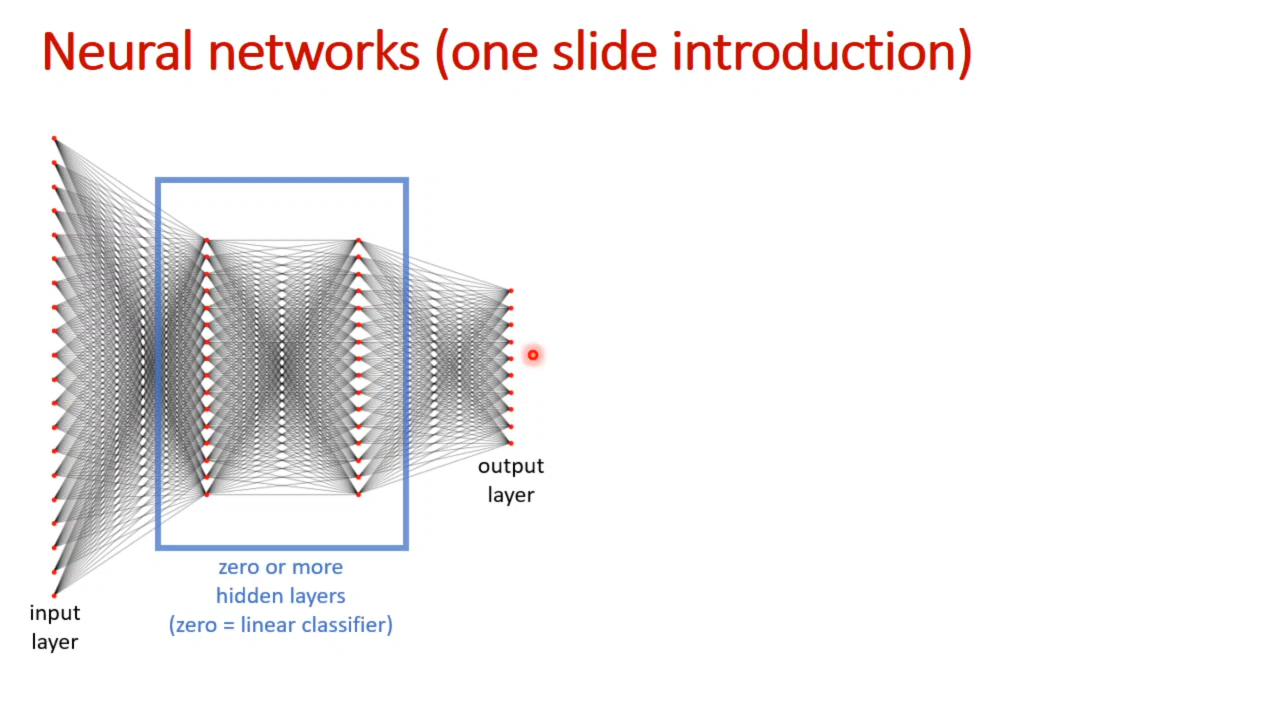 Neural networks (one slide introduction)
input
layer
zero or more
hidden layers
(zero = linear classifier)
output
layer